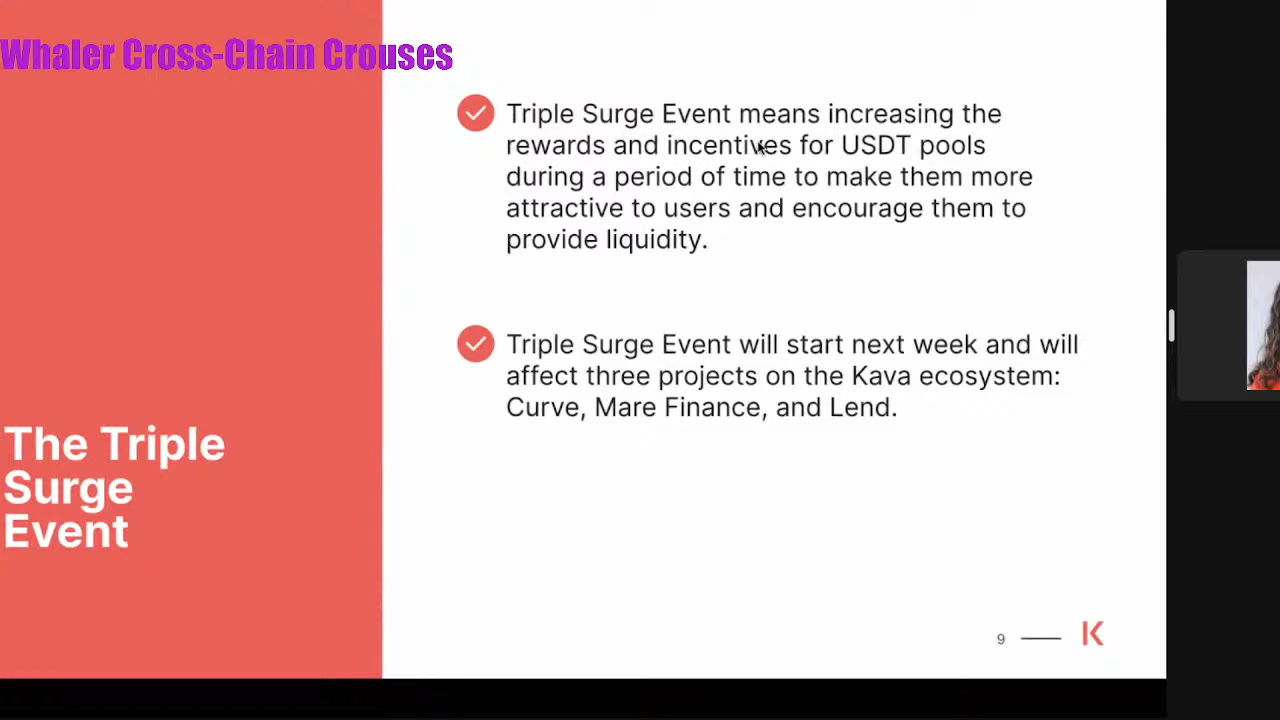 Whaler Cross-Chain Crouses
Triple Surge Event means increasing the
rewards and incentives for USDT pools
during a period of time to make them more
attractive to users and encourage them to
provide liquidity.
Triple Surge Event will start next week and will
affect three projects on the Kava ecosystem:
Curve, Mare Finance, and Lend.
The Triple
Surge
Event
9